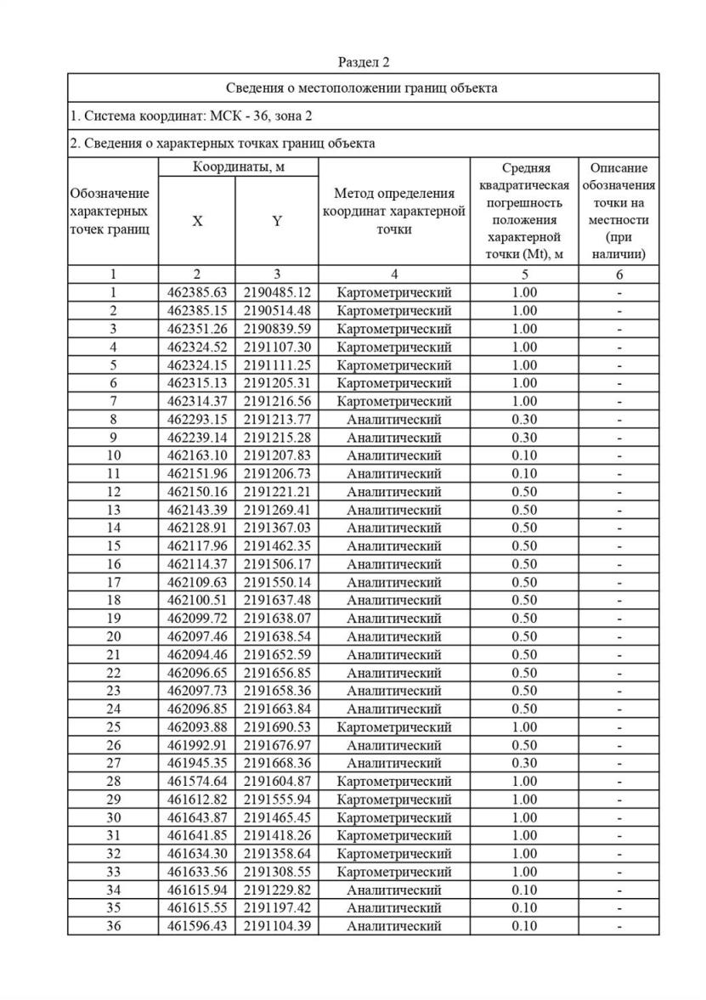 Раздел 2
Сведения о местоположении границ объекта
1. Система координат: МСК - 36, зона 2
2. Сведения о характерных точках границ объекта
Обозначение характерных точек границ
Координаты, м
X
Y
Метод определения координат характерной точки
Средняя квадратическая погрешность положения характерной точки (Mt), м
Описание обозначения точки на местности (при наличии)
1 2 3 4 5 6
1 462385.63 2190485.12 Картометрический 1.00 -
2 462385.15 2190514.48 Картометрический 1.00 -
3 462351.26 2190839.59 Картометрический 1.00 -
4 462324.52 2191107.30 Картометрический 1.00 -
5 462324.15 2191111.25 Картометрический 1.00 -
6 462315.13 2191205.31 Картометрический 1.00 -
7 462314.37 2191216.56 Картометрический 1.00 -
8 462293.15 2191213.77 Аналитический 0.30 -
9 462239.14 2191215.28 Аналитический 0.30 -
10 462163.10 2191207.83 Аналитический 0.10 -
11 462151.96 2191206.73 Аналитический 0.10 -
12 462150.16 2191221.21 Аналитический 0.50 -
13 462143.39 2191269.41 Аналитический 0.50 -
14 462128.91 2191367.03 Аналитический 0.50 -
15 462117.96 2191462.35 Аналитический 0.50 -
16 462114.37 2191506.17 Аналитический 0.50 -
17 462109.63 2191550.14 Аналитический 0.50 -
18 462100.51 2191637.48 Аналитический 0.50 -
19 462099.72 2191638.07 Аналитический 0.50 -
20 462097.46 2191638.54 Аналитический 0.50 -
21 462094.46 2191652.59 Аналитический 0.50 -
22 462096.65 2191656.85 Аналитический 0.50 -
23 462097.73 2191658.36 Аналитический 0.50 -
24 462096.85 2191663.84 Аналитический 0.50 -
25 462093.88 2191690.53 Картометрический 1.00 -
26 461992.91 2191676.97 Аналитический 0.50 -
27 461945.35 2191668.36 Аналитический 0.30 -
28 461574.64 2191604.87 Картометрический 1.00 -
29 461612.82 2191555.94 Картометрический 1.00 -
30 461643.87 2191465.45 Картометрический 1.00 -
31 461641.85 2191418.26 Картометрический 1.00 -
32 461634.30 2191358.64 Картометрический 1.00 -
33 461633.56 2191308.55 Картометрический 1.00 -
34 461615.94 2191229.82 Аналитический 0.10 -
35 461615.55 2191197.42 Аналитический 0.10 -
36 461596.43 2191104.39 Аналитический 0.10 -